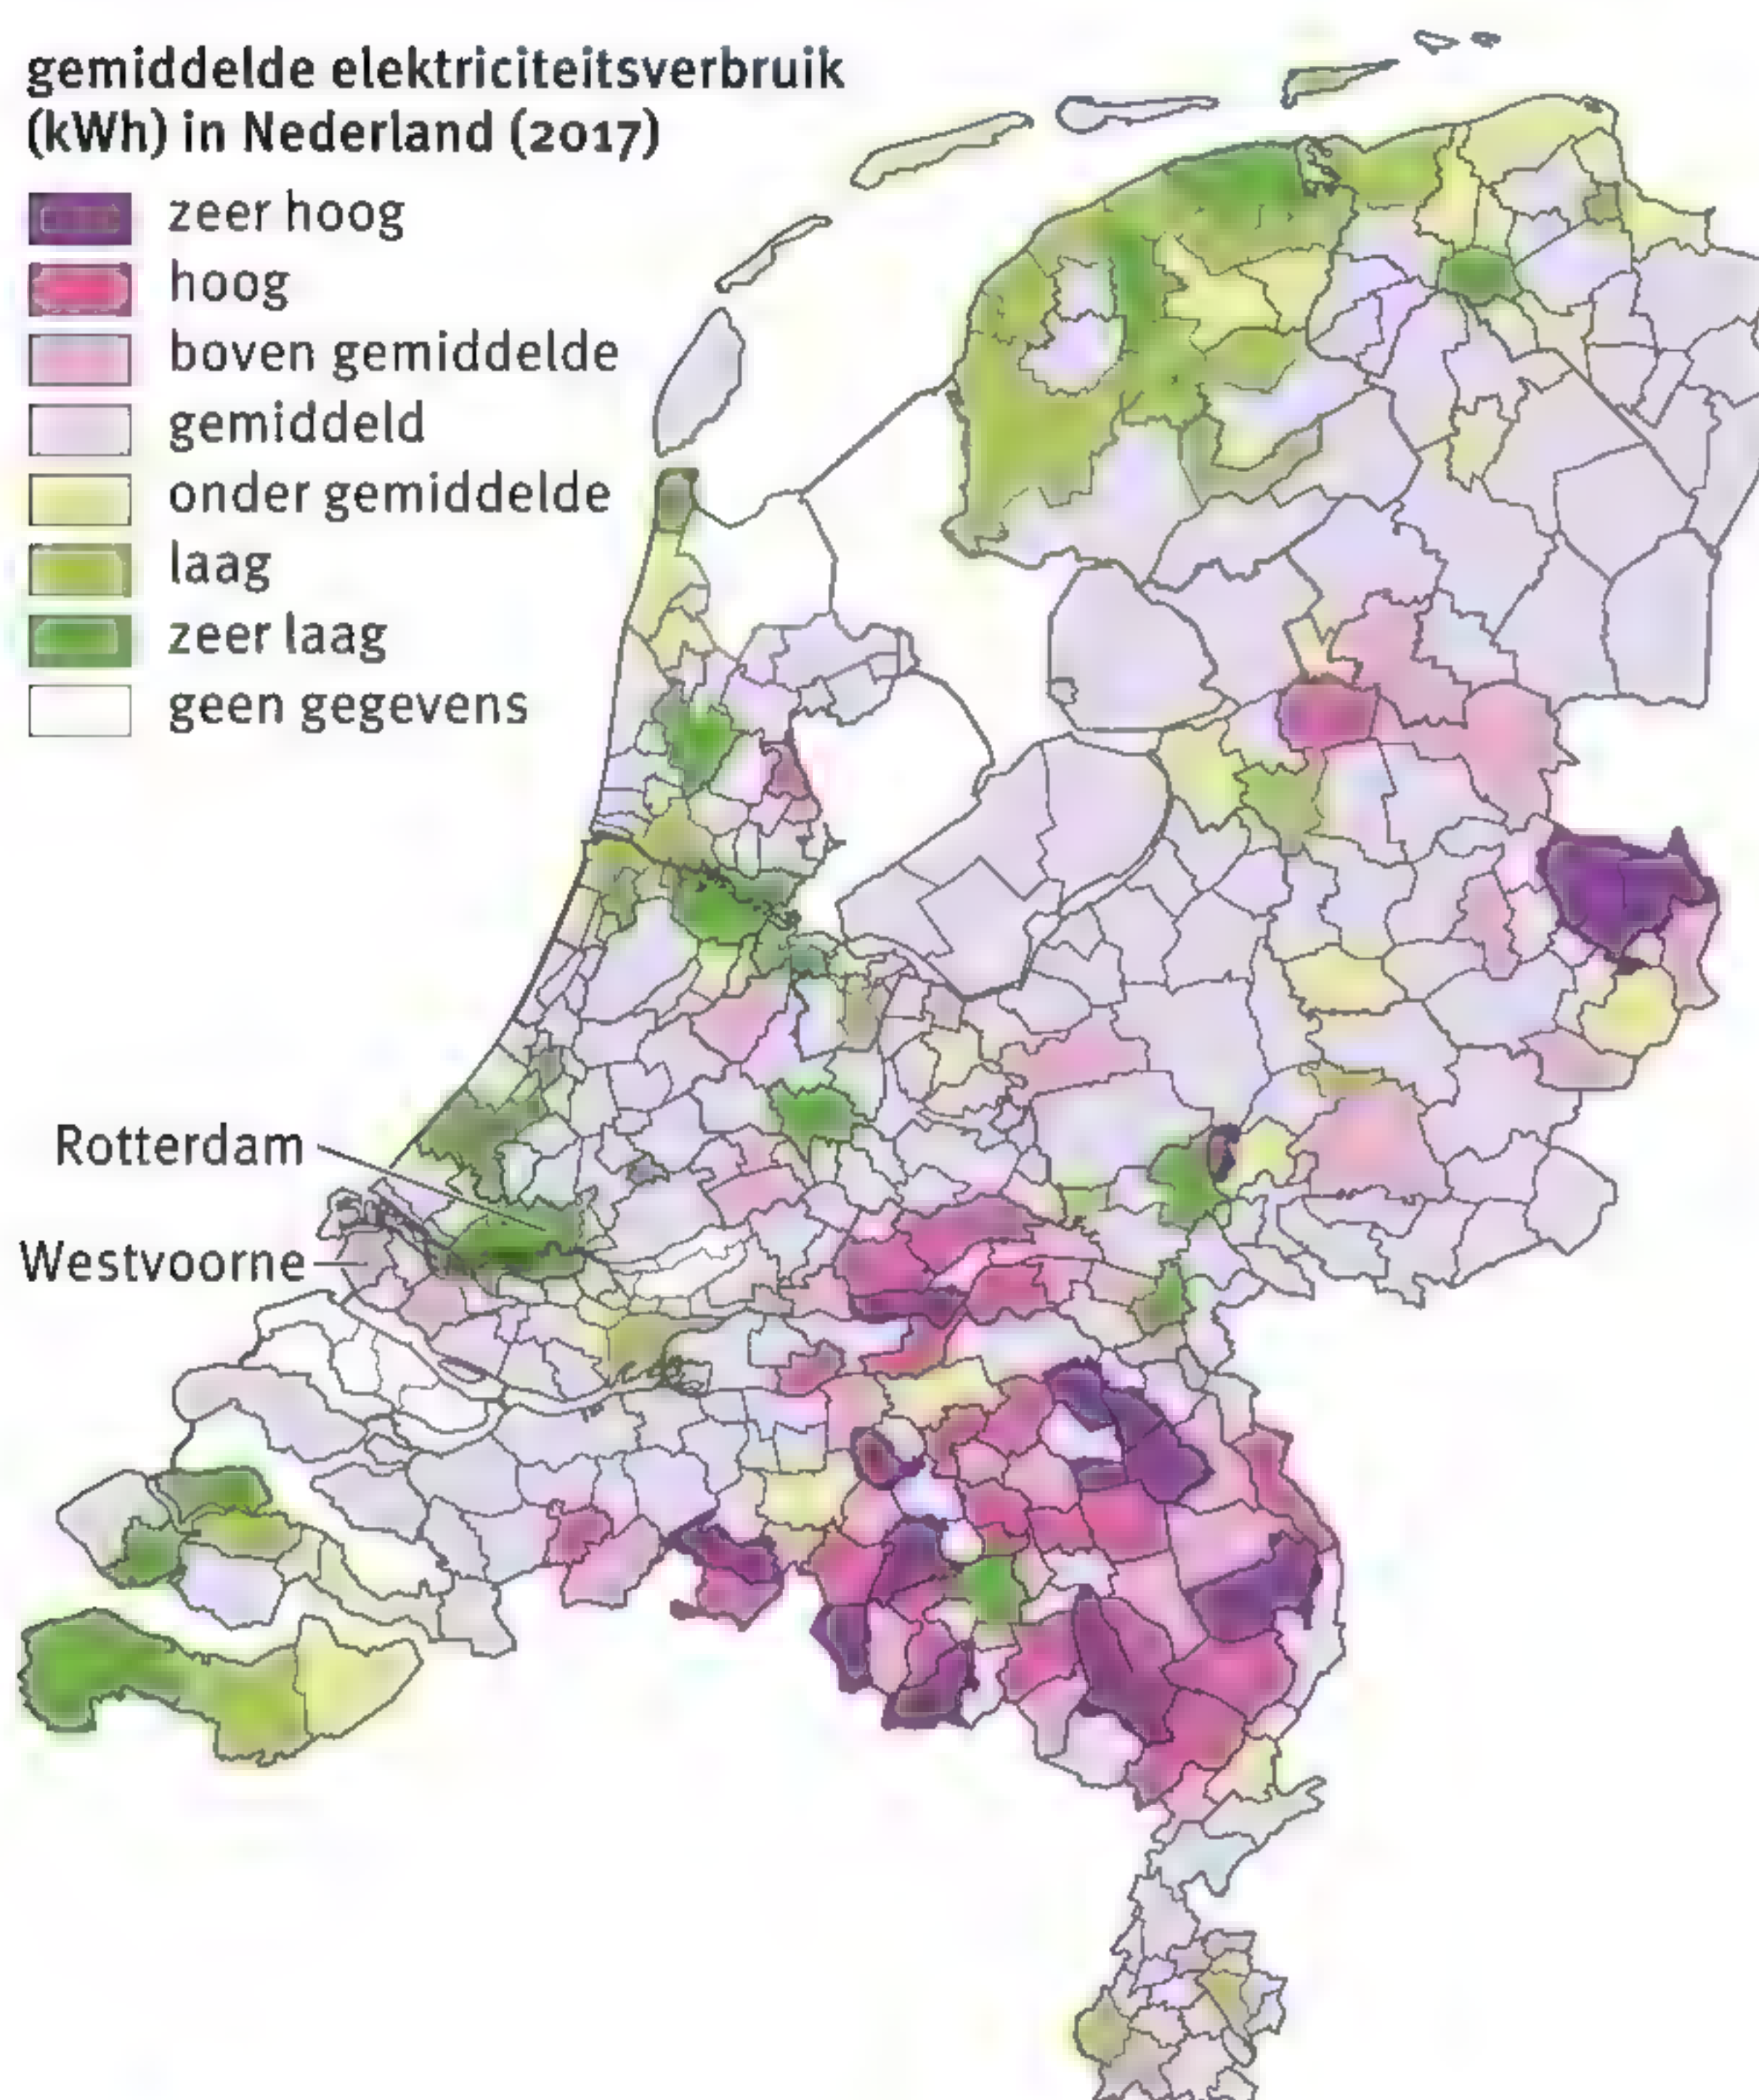 gemiddelde elektriciteitsverbruik
(kWh) in Nederland (2017)
zeer hoog
hoog
boven gemiddelde
gemiddeld
onder gemiddelde
laag
zeer laag
geen gegevens
Rotterdam
Westvoorne